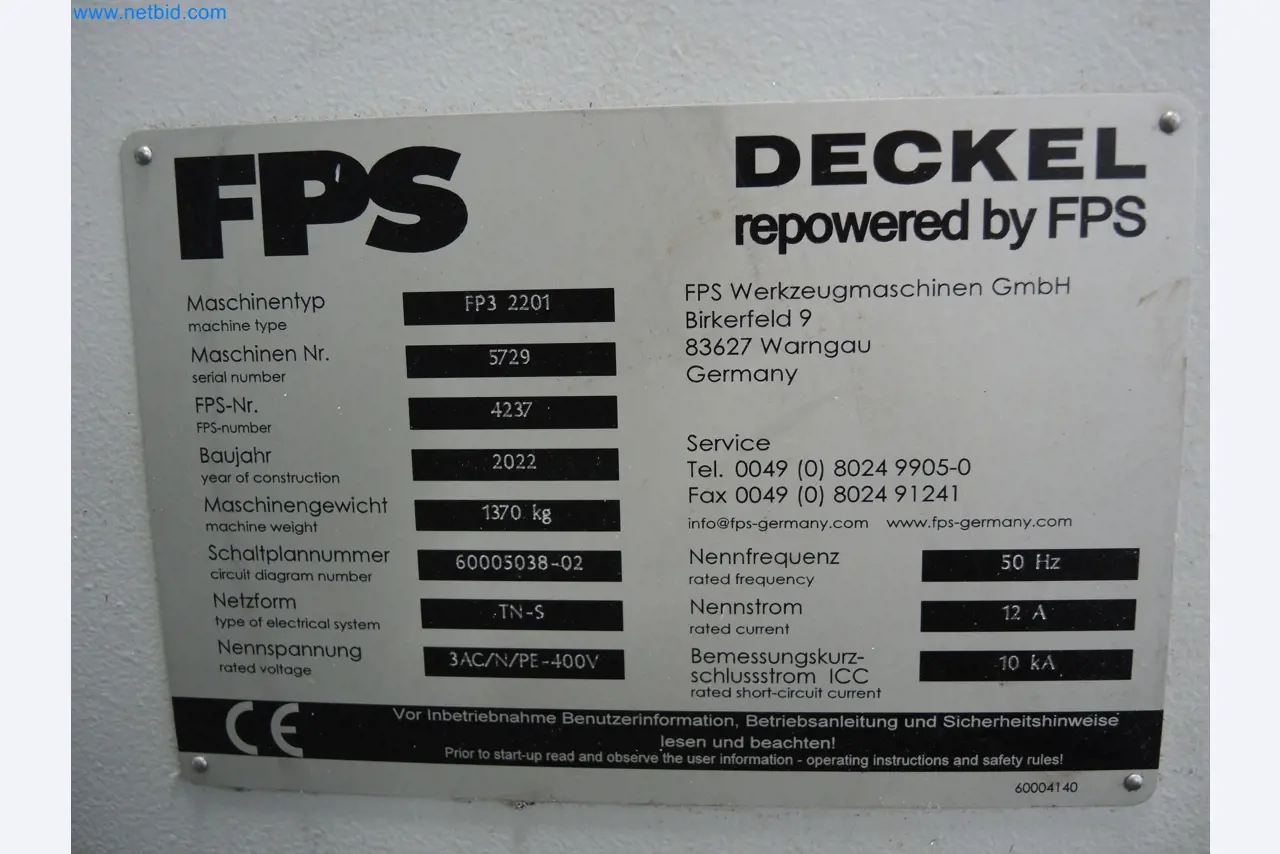 www.netbid.com
FPS
DECKEL
repowered by FPS
Maschinentyp
machine type
FP3 2201
Maschinen Nr.
serial number
5729
FPS-Nr.
FPS-number
4237
Baujahr
year of construction
2022
Maschinengewicht
machine weight
1370 kg
Schaltplannummer
circuit diagram number
60005038-02
Netzform
type of electrical system
TN-S
Nennspannung
rated voltage
3AC/N/PE-400V
FPS Werkzeugmaschinen GmbH
Birkerfeld 9
83627 Warngau
Germany
Service
Tel. 0049 (0) 8024 9905-0
Fax 0049 (0) 8024 91241
info@fps-germany.com www.fps-germany.com
Nennfrequenz
rated frequency
50 Hz
Nennstrom
rated current
12 A
Bemessungskurz-
schlussstrom ICC
rated short-circuit current
10 kA
CE
Vor Inbetriebnahme Benutzerinformation, Betriebsanleitung und Sicherheitshinweise
lesen und beachten!
Prior to start-up read and observe the user information - operating instructions and safety rules!
60004140